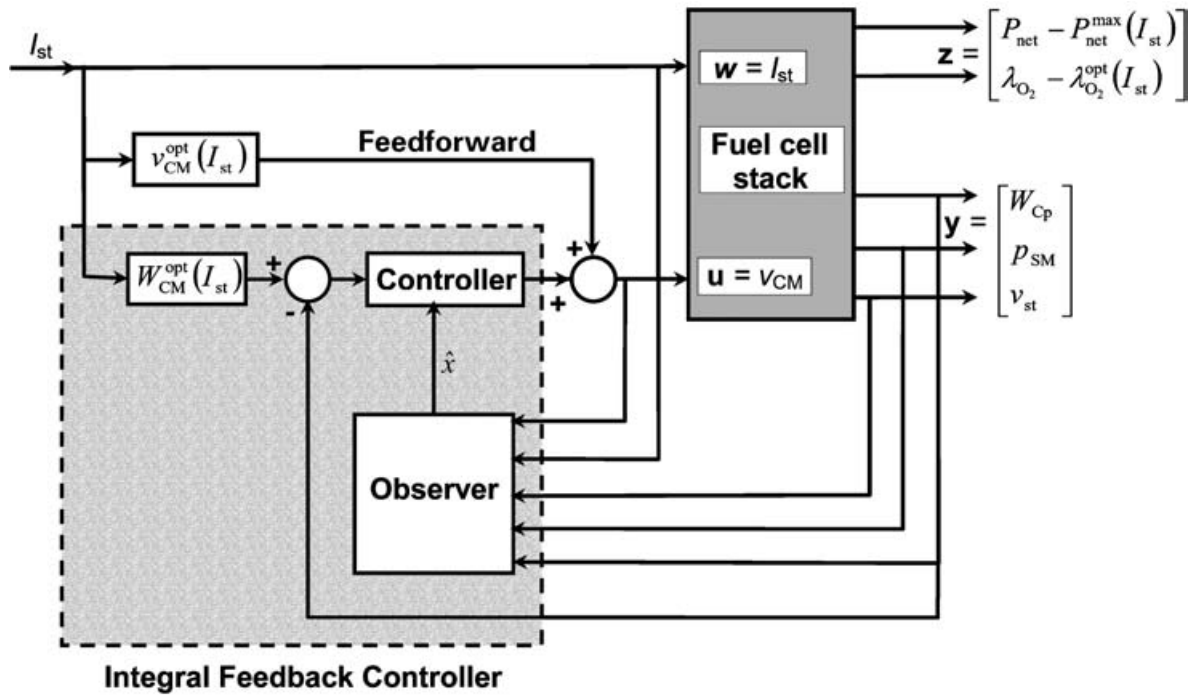 I_st
v_CM^opt(I_st)
Feedforward
w = I_st
Fuel cell
stack
u = v_CM
z = [P_net − P_net^max(I_st)
λ_O₂ − λ_O₂^opt(I_st)]
y = [W_Cp
p_SM
v_st]
W_CM^opt(I_st)
+
-
Controller
+
+
x̂
Observer
Integral Feedback Controller